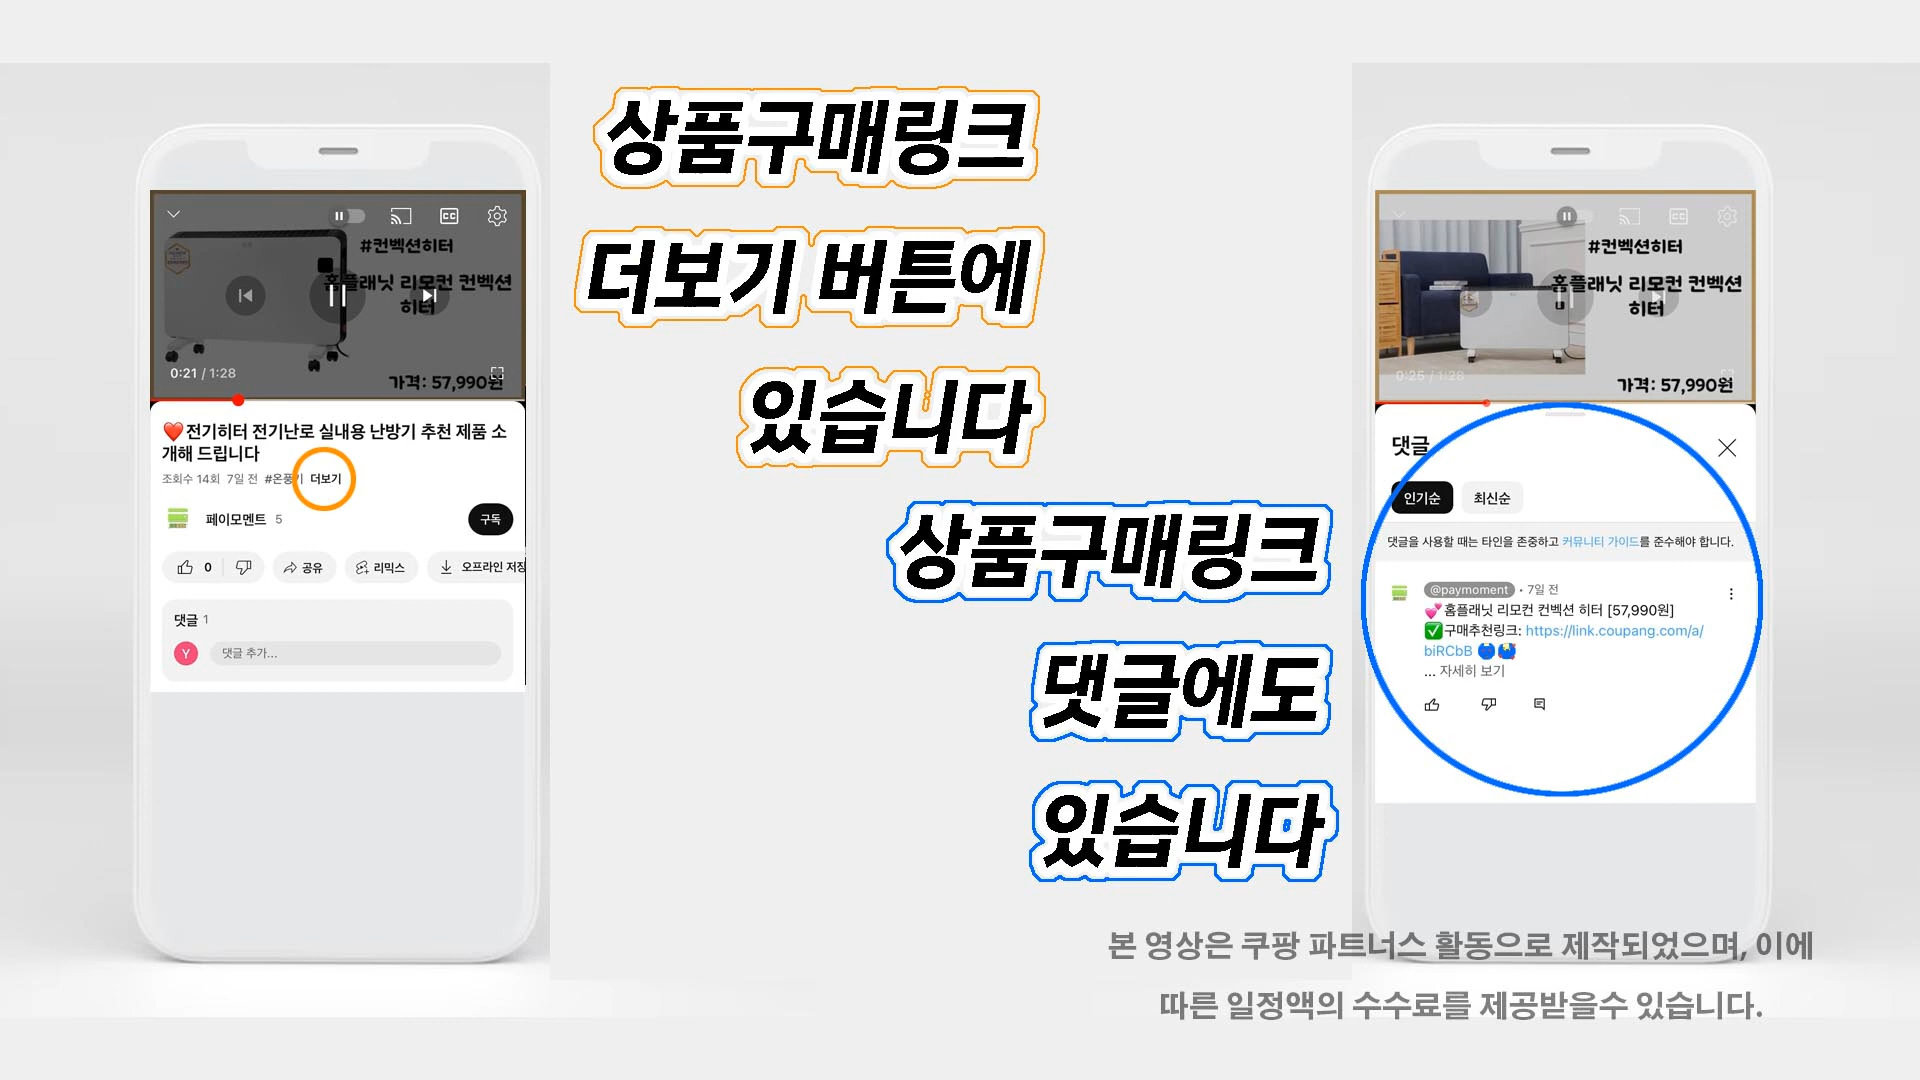 상품구매링크
더보기 버튼에
있습니다
상품구매링크
댓글에도
있습니다
#컨벡션히터
홈플래닛 리모컨 컨벡션
히터
0:21 / 1:28
가격: 57,990원
❤️전기히터 전기난로 실내용 난방기 추천 제품 소
개해 드립니다
조회수 14회 7일 전 #온풍기 더보기
페이모멘트 5
구독
0
공유
리믹스
오프라인 저장
댓글 1
Y
댓글 추가...
#컨벡션히터
홈플래닛 리모컨 컨벡션
히터
0:25 / 1:28
가격: 57,990원
댓글
인기순 최신순
댓글을 사용할 때는 타인을 존중하고 커뮤니티 가이드를 준수해야 합니다.
@paymoment • 7일 전
💕홈플래닛 리모컨 컨벡션 히터 [57,990원]
✅구매추천링크: https://link.coupang.com/a/
biRCbB
... 자세히 보기
본 영상은 쿠팡 파트너스 활동으로 제작되었으며, 이에
따른 일정액의 수수료를 제공받을수 있습니다.